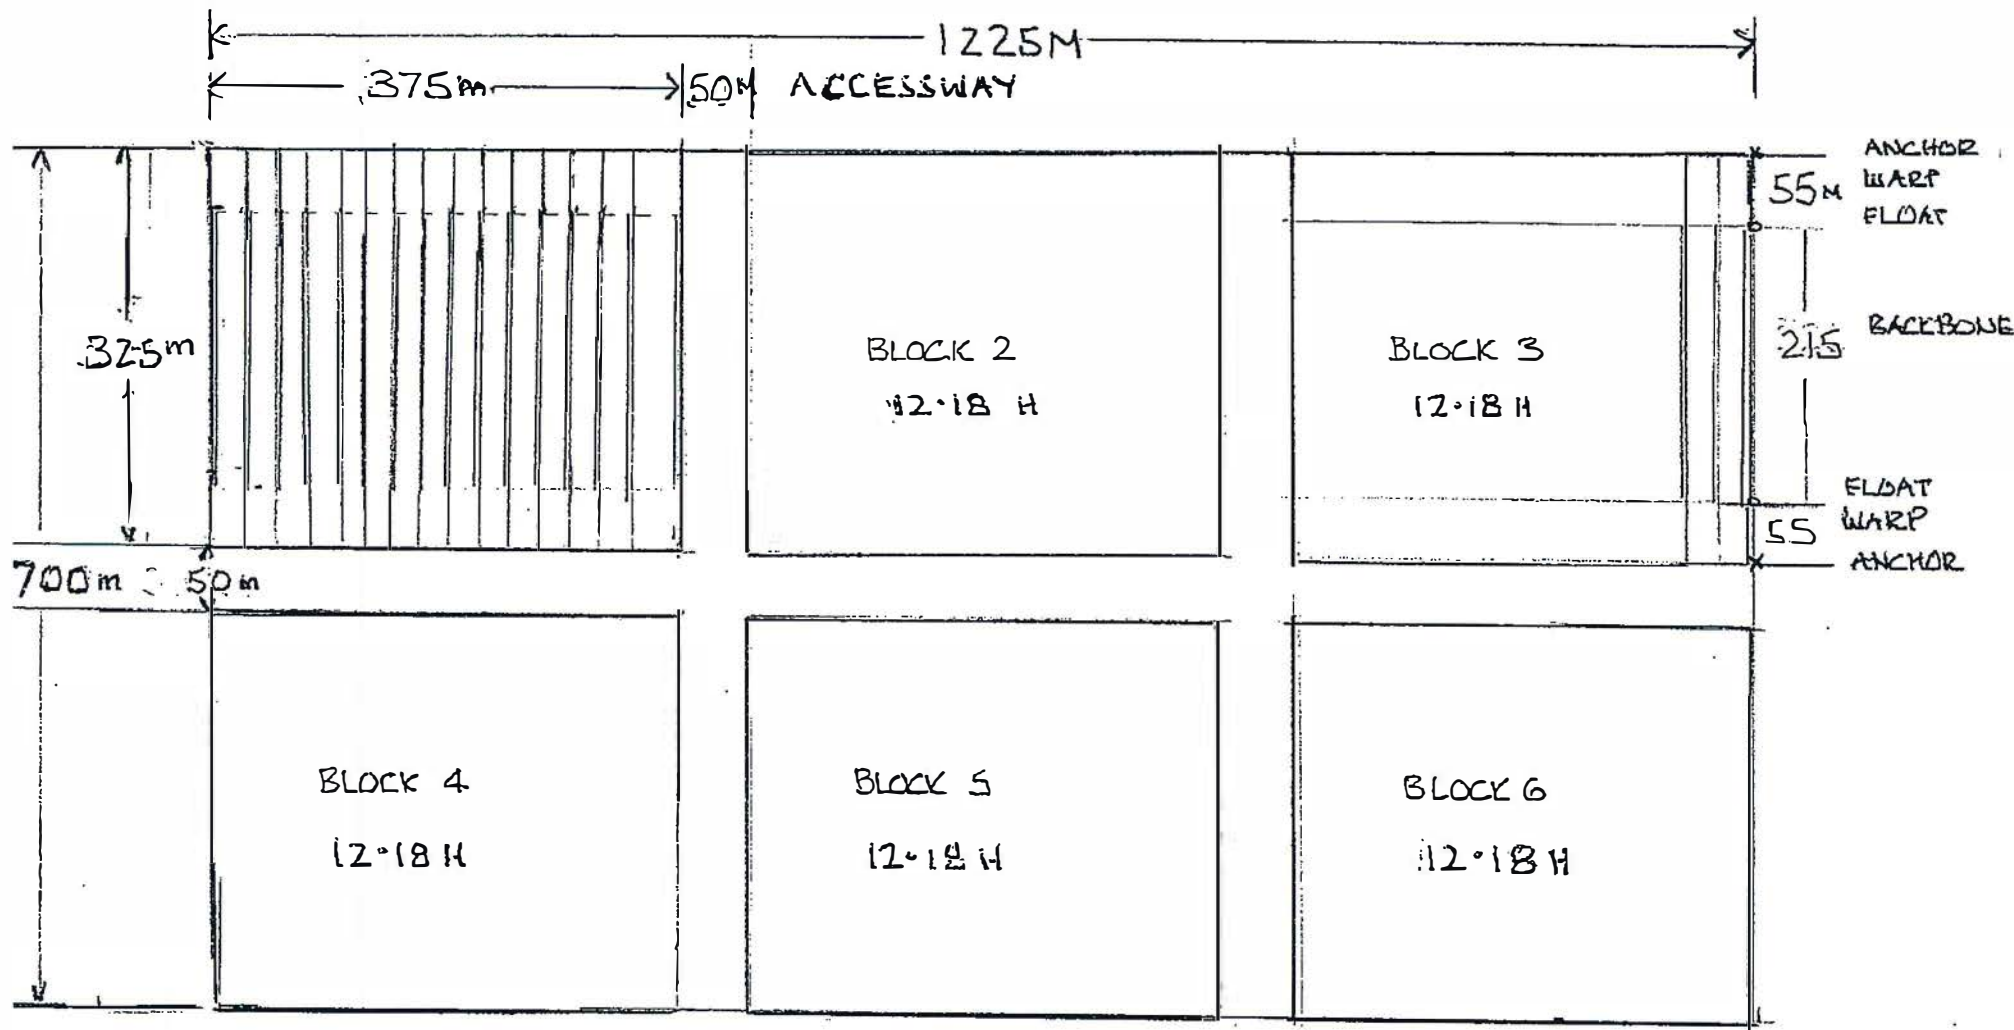 1225M
375m
50M ACCESSWAY
ANCHOR
55M WARP
FLOAT
325m
BLOCK 2
12.18 H
BLOCK 3
12.18 H
215 BACKBONE
FLOAT
55 WARP
ANCHOR
700m
50m
BLOCK 4
12.18 H
BLOCK 5
12.18 H
BLOCK 6
12.18 H